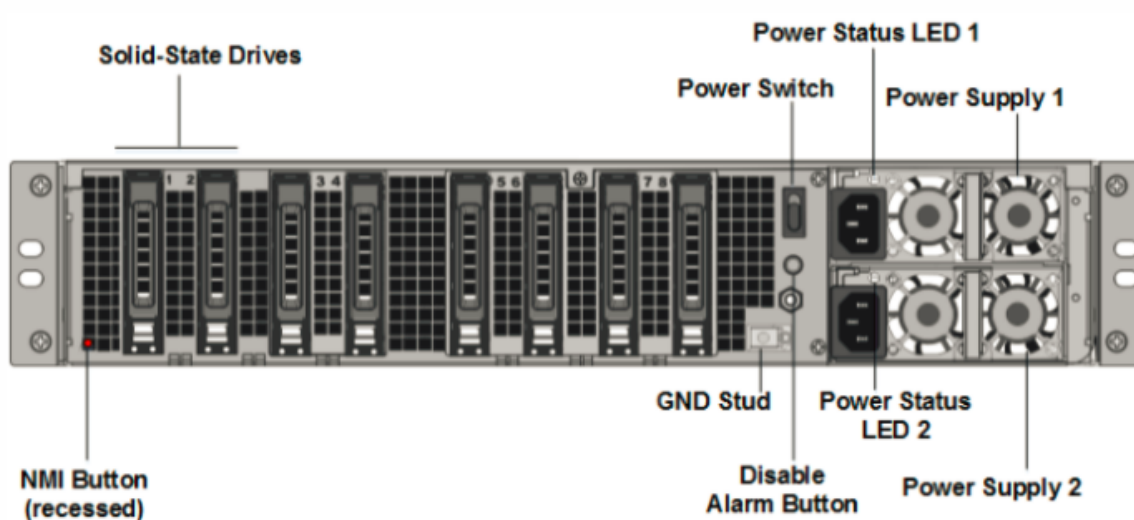 Power Status LED 1
Solid-State Drives
Power Switch
Power Supply 1
1 2
3 4
5 6
7 8
GND Stud
Power Status
LED 2
NMI Button
(recessed)
Disable
Alarm Button
Power Supply 2